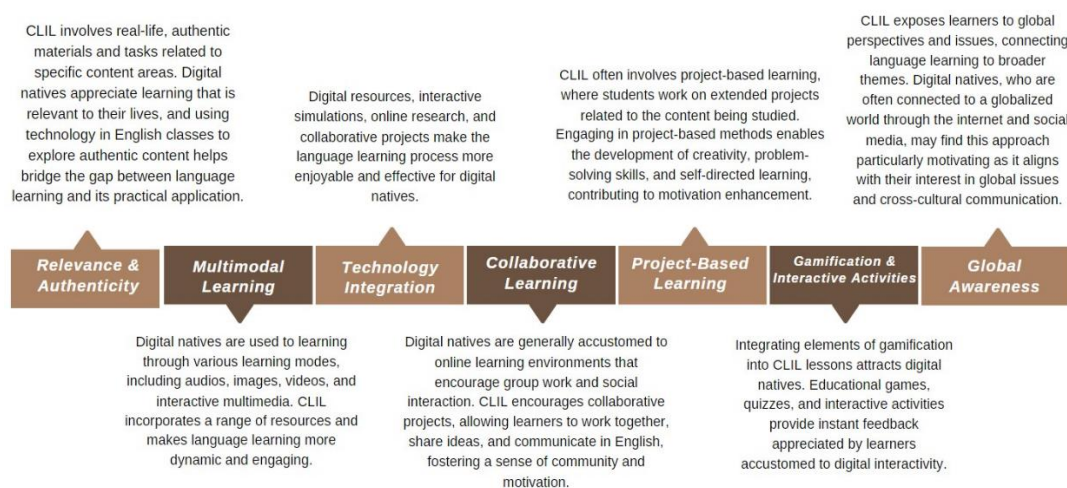 CLIL involves real-life, authentic
materials and tasks related to
specific content areas. Digital
natives appreciate learning that is
relevant to their lives, and using
technology in English classes to
explore authentic content helps
bridge the gap between language
learning and its practical application.
Digital resources, interactive
simulations, online research, and
collaborative projects make the
language learning process more
enjoyable and effective for digital
natives.
CLIL often involves project-based learning,
where students work on extended projects
related to the content being studied.
Engaging in project-based methods enables
the development of creativity, problem-
solving skills, and self-directed learning,
contributing to motivation enhancement.
CLIL exposes learners to global
perspectives and issues, connecting
language learning to broader
themes. Digital natives, who are
often connected to a globalized
world through the internet and social
media, may find this approach
particularly motivating as it aligns
with their interest in global issues
and cross-cultural communication.
Relevance &
Authenticity
Multimodal
Learning
Technology
Integration
Collaborative
Learning
Project-Based
Learning
Gamification &
Interactive Activities
Global
Awareness
Digital natives are used to learning
through various learning modes,
including audios, images, videos, and
interactive multimedia. CLIL
incorporates a range of resources and
makes language learning more
dynamic and engaging.
Digital natives are generally accustomed to
online learning environments that
encourage group work and social
interaction. CLIL encourages collaborative
projects, allowing learners to work together,
share ideas, and communicate in English,
fostering a sense of community and
motivation.
Integrating elements of gamification
into CLIL lessons attracts digital
natives. Educational games,
quizzes, and interactive activities
provide instant feedback
appreciated by learners
accustomed to digital interactivity.